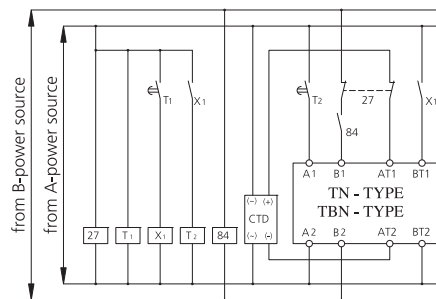 from B-power source
from A-power source
T1
X1
T2
27
X1
84
A1
B1
AT1
BT1
TN - TYPE
TBN - TYPE
(-)
(+)
CTD
(~)
(-)
27
T1
X1
T2
84
A2
B2
AT2
BT2